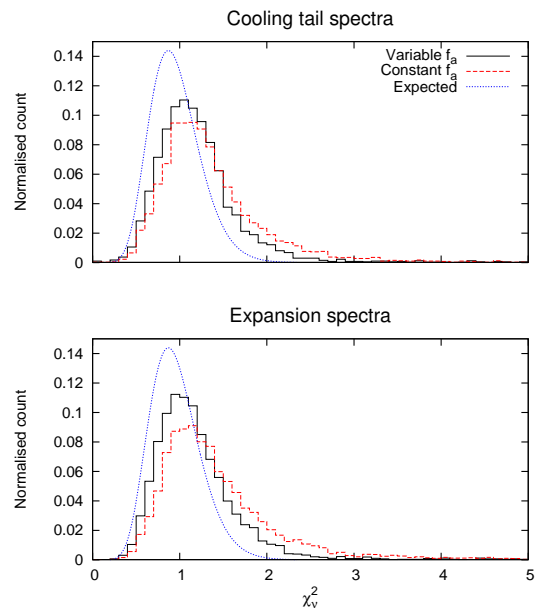 Cooling tail spectra
Normalised count
0.14
0.12
0.1
0.08
0.06
0.04
0.02
0
Variable f_a
Constant f_a
Expected
Expansion spectra
Normalised count
0.14
0.12
0.1
0.08
0.06
0.04
0.02
0
0 1 2 3 4 5
χ_ν^2